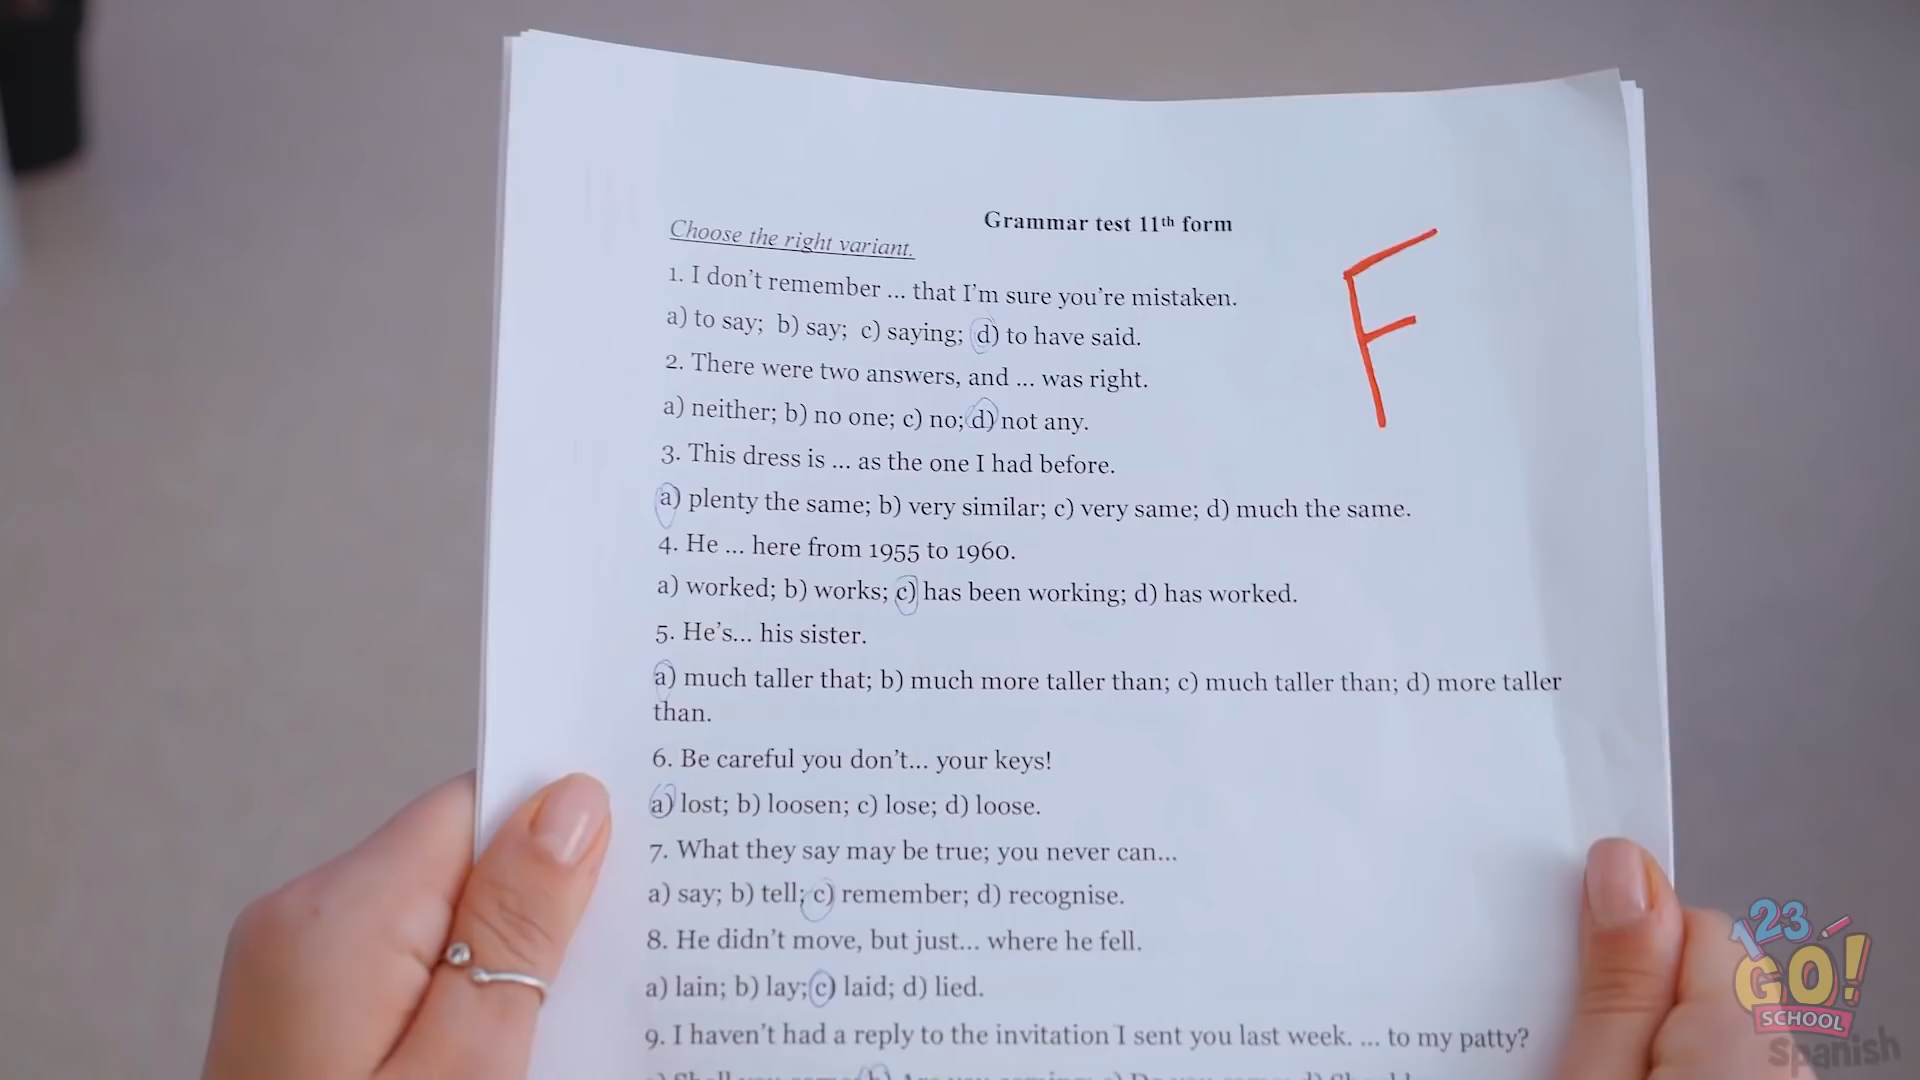 Grammar test 11th form
Choose the right variant.
F
1. I don't remember ... that I'm sure you're mistaken.
a) to say; b) say; c) saying; d) to have said.
2. There were two answers, and ... was right.
a) neither; b) no one; c) no; d) not any.
3. This dress is ... as the one I had before.
a) plenty the same; b) very similar; c) very same; d) much the same.
4. He ... here from 1955 to 1960.
a) worked; b) works; c) has been working; d) has worked.
5. He's... his sister.
a) much taller that; b) much more taller than; c) much taller than; d) more taller
than.
6. Be careful you don't... your keys!
a) lost; b) loosen; c) lose; d) loose.
7. What they say may be true; you never can...
a) say; b) tell; c) remember; d) recognise.
8. He didn't move, but just... where he fell.
a) lain; b) lay; c) laid; d) lied.
9. I haven't had a reply to the invitation I sent you last week. ... to my patty?
123
GO!
SCHOOL
Spanish